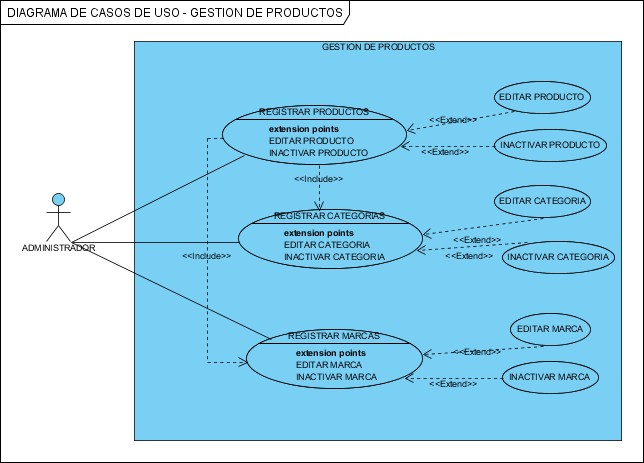 DIAGRAMA DE CASOS DE USO - GESTION DE PRODUCTOS
GESTION DE PRODUCTOS
REGISTRAR PRODUCTOS
extension points
EDITAR PRODUCTO
INACTIVAR PRODUCTO
EDITAR PRODUCTO
<<Extend>>
INACTIVAR PRODUCTO
<<Extend>>
<<Include>>
EDITAR CATEGORIA
REGISTRAR CATEGORIAS
extension points
EDITAR CATEGORIA
INACTIVAR CATEGORIA
<<Extend>>
<<Extend>>
INACTIVAR CATEGORIA
ADMINISTRADOR
<<Include>>
EDITAR MARCA
REGISTRAR MARCAS
extension points
EDITAR MARCA
INACTIVAR MARCA
<<Extend>>
INACTIVAR MARCA
<<Extend>>